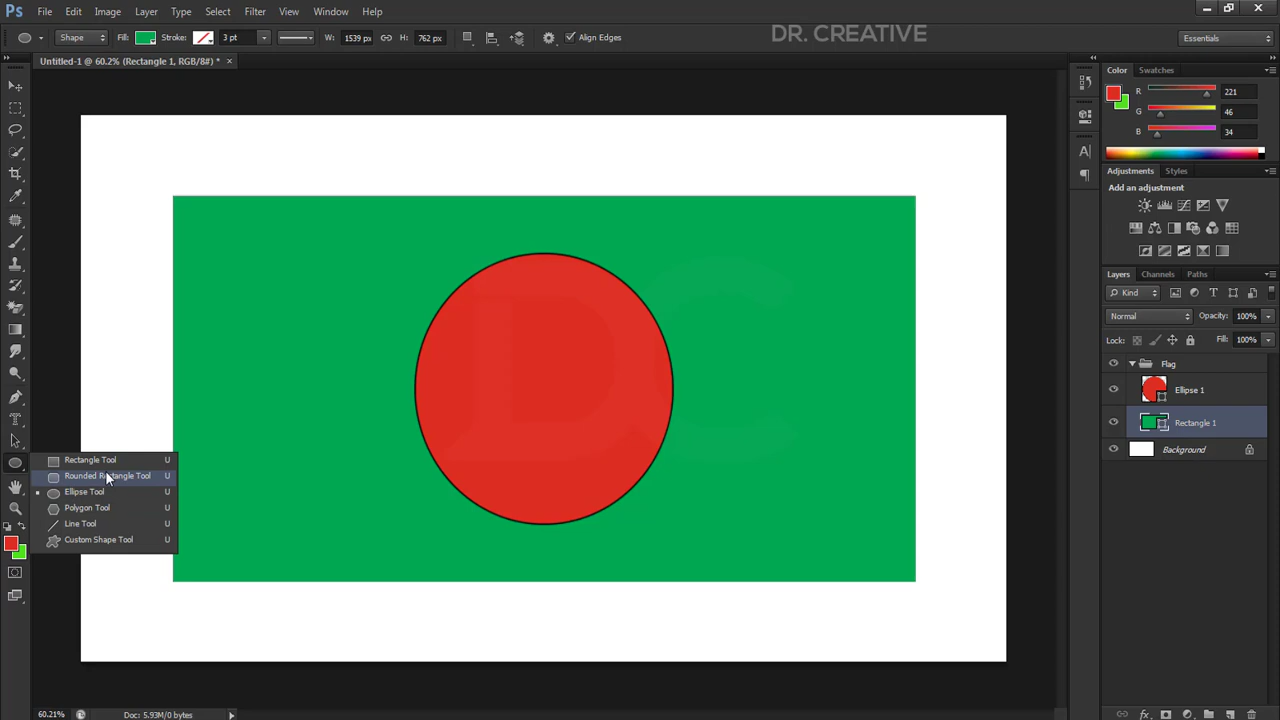 Ps File Edit Image Layer Type Select Filter View Window Help
Shape Fill: Stroke: 3 pt W: 1539 px H: 762 px Align Edges
DR. CREATIVE
Essentials
Untitled-1 @ 60.2% (Rectangle 1, RGB/8#) * ×
Color Swatches
R 221
G 46
B 34
A
Adjustments Styles
Add an adjustment
Layers Channels Paths
Kind
Normal Opacity: 100%
Lock: Fill: 100%
Flag
Ellipse 1
Rectangle 1
Background
DC
Rectangle Tool U
Rounded Rectangle Tool U
Ellipse Tool U
Polygon Tool U
Line Tool U
Custom Shape Tool U
60.21% Doc: 5.93M/0 bytes